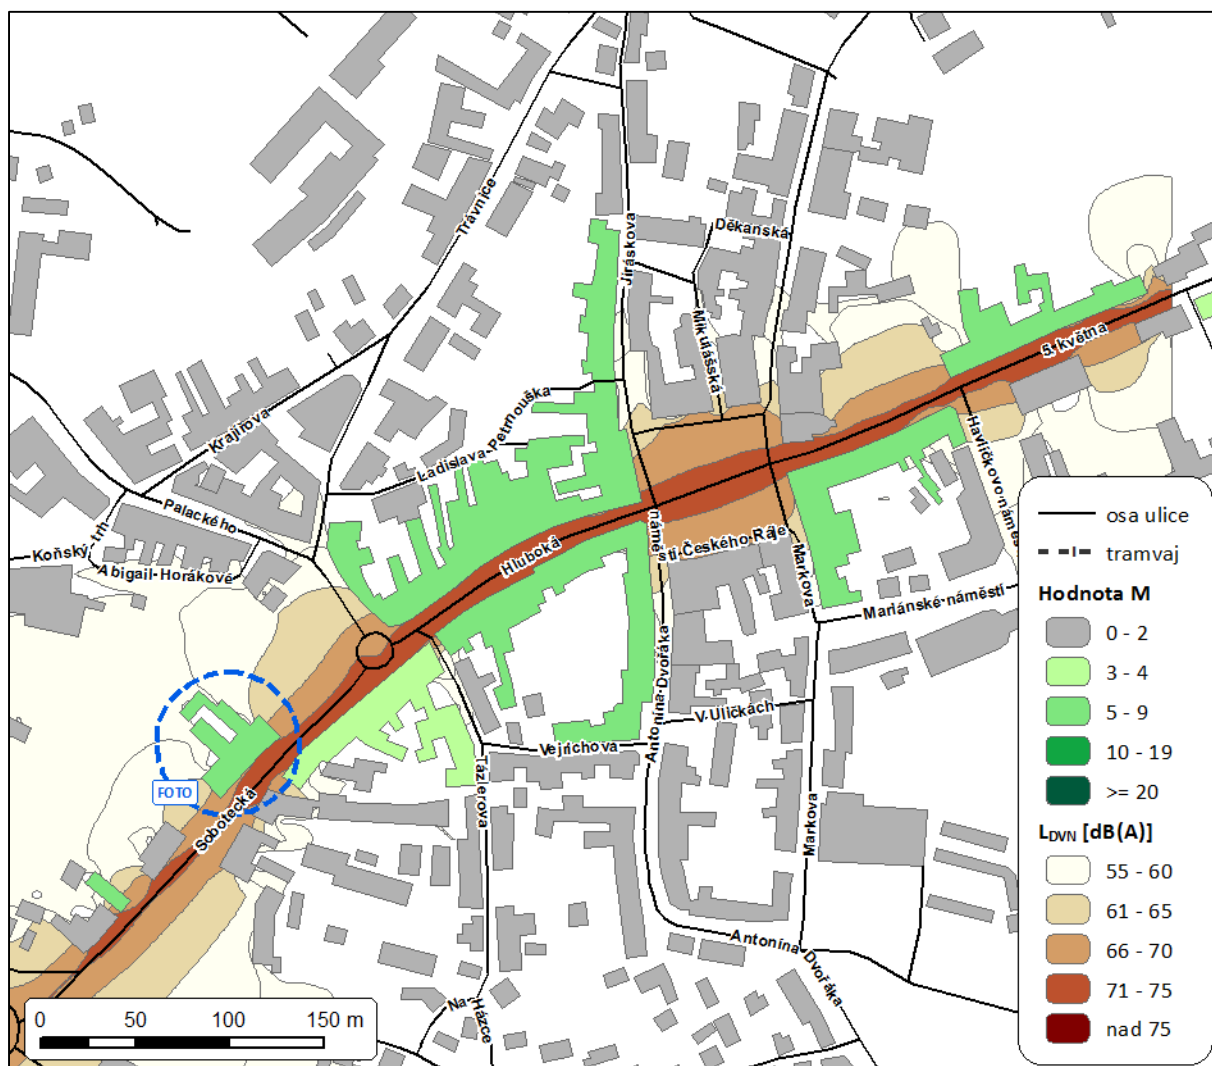 Trávnice
Jiráskova
Děkanská
Mikulášská
5. května
Ladislava Petrnouška
Krajířova
Palackého
Koňský trh
Abigail Horákové
Hluboká
náměstí Českého Ráje
Markova
Havlíčkovo náměs
Mariánské náměstí
Antonína Dvořáka
V Uličkách
Vejrichova
Tázlerova
Markova
Sobotecká
FOTO
Antonína Dvořáka
Na Házce
0 50 100 150 m
osa ulice
tramvaj
Hodnota M
0 - 2
3 - 4
5 - 9
10 - 19
>= 20
LDVN [dB(A)]
55 - 60
61 - 65
66 - 70
71 - 75
nad 75